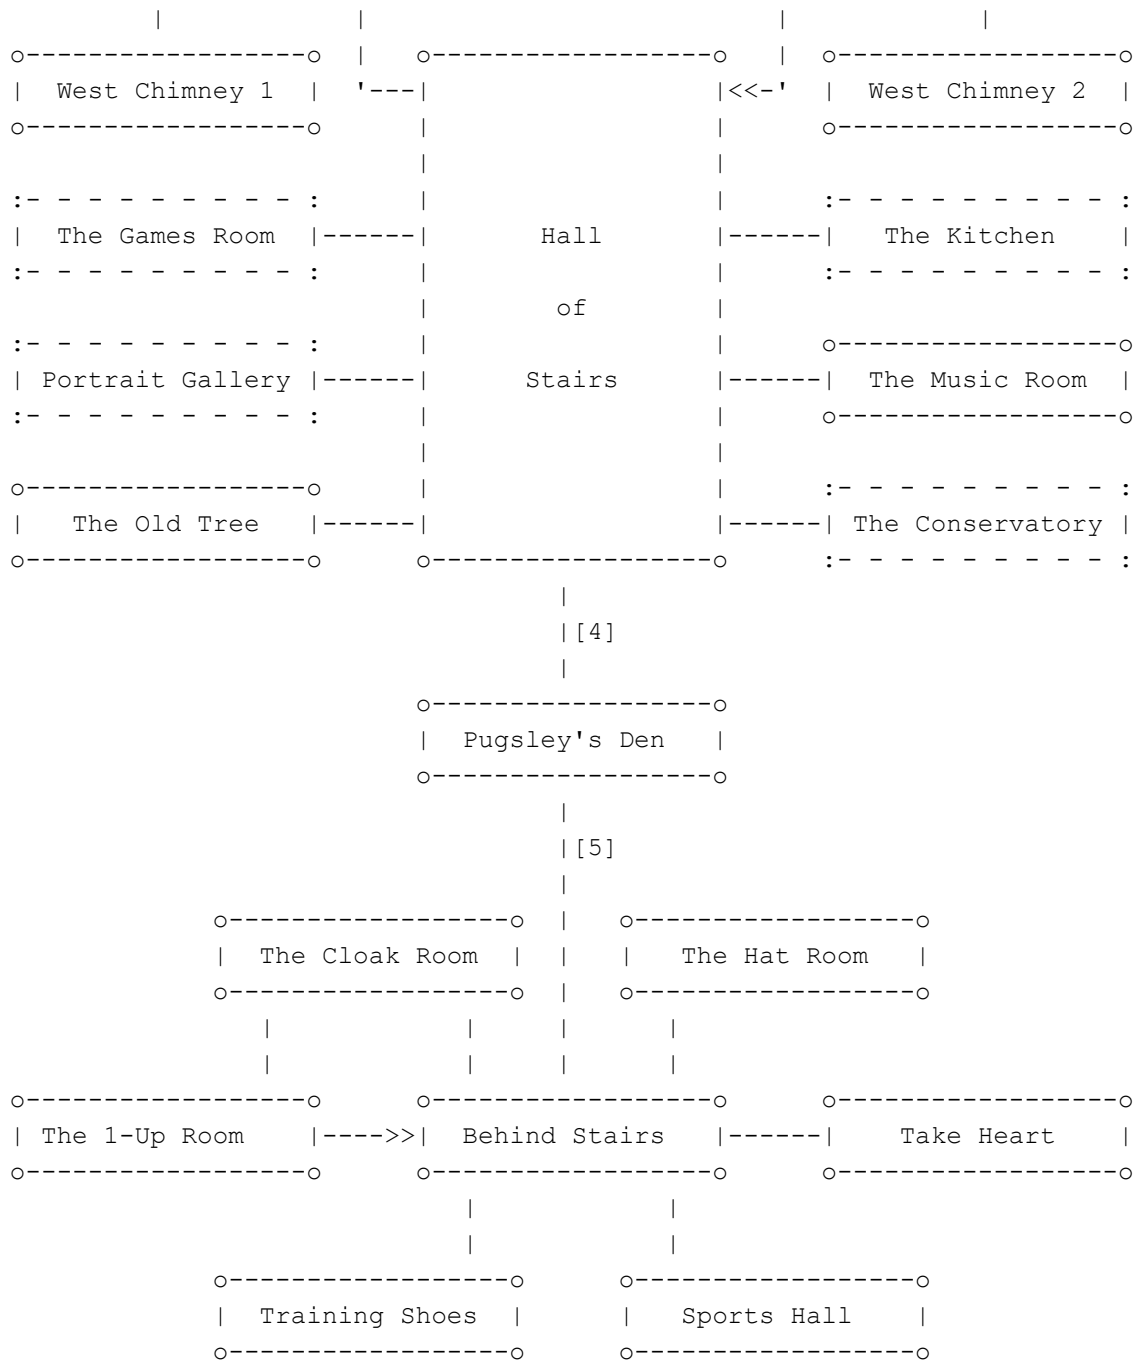 West Chimney 1 '---| |<<-' West Chimney 2
The Games Room Hall The Kitchen
of
Portrait Gallery Stairs The Music Room
The Old Tree The Conservatory
[4]
Pugsley's Den
[5]
The Cloak Room The Hat Room
The 1-Up Room ---->> Behind Stairs Take Heart
Training Shoes Sports Hall